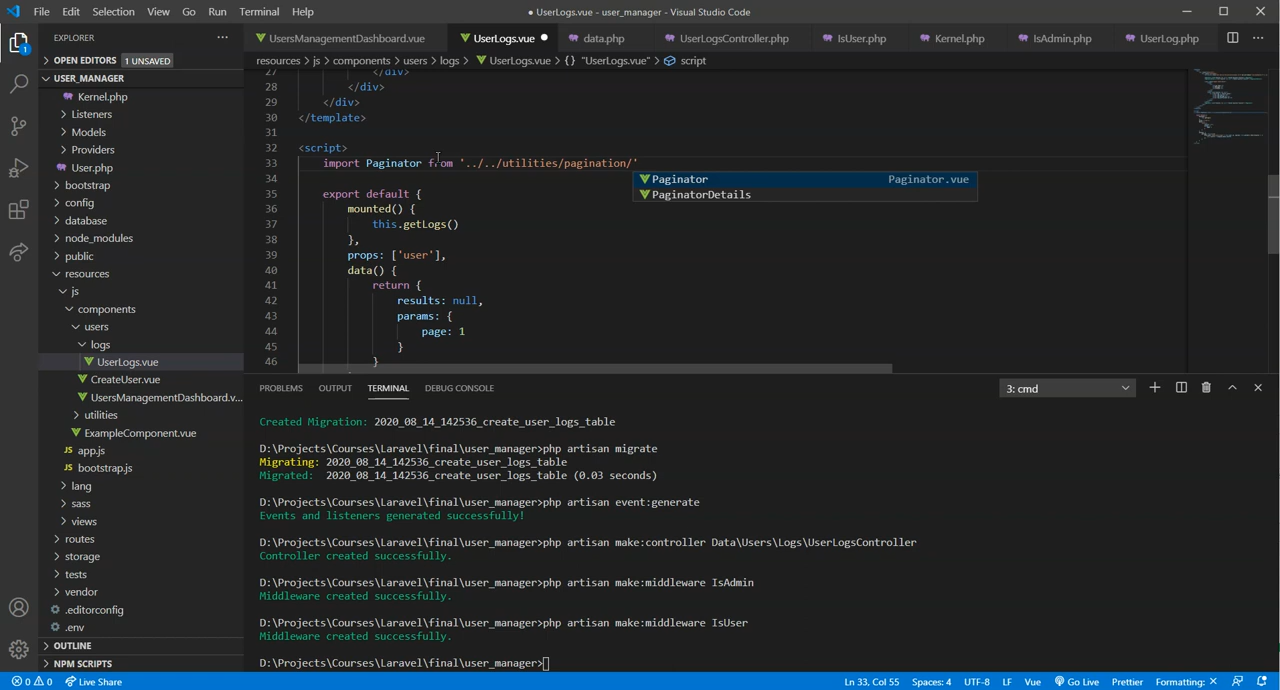 File Edit Selection View Go Run Terminal Help
● UserLogs.vue - user_manager - Visual Studio Code
EXPLORER
UsersManagementDashboard.vue UserLogs.vue data.php UserLogsController.php IsUser.php Kernel.php IsAdmin.php UserLog.php
OPEN EDITORS 1 UNSAVED
resources > js > components > users > logs > UserLogs.vue > {} "UserLogs.vue" > script
USER_MANAGER
Kernel.php
Listeners
Models
Providers
User.php
bootstrap
config
database
node_modules
public
resources
js
components
users
logs
UserLogs.vue
CreateUser.vue
UsersManagementDashboard.v...
utilities
ExampleComponent.vue
JS app.js
JS bootstrap.js
lang
sass
views
routes
storage
tests
vendor
.editorconfig
.env
OUTLINE
NPM SCRIPTS
27 </div>
28 </div>
29 </div>
30 </template>
31
32 <script>
33 import Paginator from '../../utilities/pagination/'
34
35 export default {
36 mounted() {
37 this.getLogs()
38 },
39 props: ['user'],
40 data() {
41 return {
42 results: null,
43 params: {
44 page: 1
45 }
46 }
Paginator Paginator.vue
PaginatorDetails
PROBLEMS OUTPUT TERMINAL DEBUG CONSOLE
3: cmd
Created Migration: 2020_08_14_142536_create_user_logs_table
D:\Projects\Courses\Laravel\final\user_manager>php artisan migrate
Migrating: 2020_08_14_142536_create_user_logs_table
Migrated: 2020_08_14_142536_create_user_logs_table (0.03 seconds)
D:\Projects\Courses\Laravel\final\user_manager>php artisan event:generate
Events and listeners generated successfully!
D:\Projects\Courses\Laravel\final\user_manager>php artisan make:controller Data\Users\Logs\UserLogsController
Controller created successfully.
D:\Projects\Courses\Laravel\final\user_manager>php artisan make:middleware IsAdmin
Middleware created successfully.
D:\Projects\Courses\Laravel\final\user_manager>php artisan make:middleware IsUser
Middleware created successfully.
D:\Projects\Courses\Laravel\final\user_manager>
0 0 Live Share
Ln 33, Col 55 Spaces: 4 UTF-8 LF Vue Go Live Prettier Formatting: ×
1